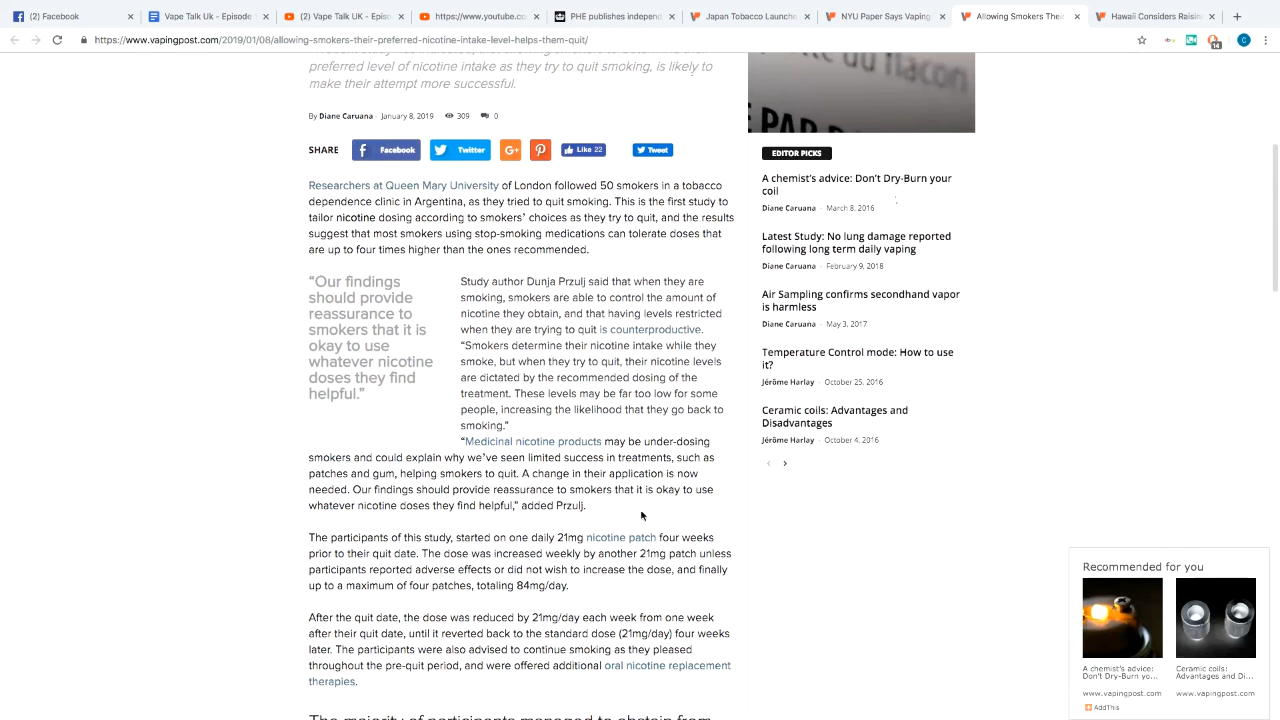 (2) Facebook
Vape Talk Uk - Episode
(2) Vape Talk UK - Episo
https://www.youtube.co
PHE publishes independ
Japan Tobacco Launche
NYU Paper Says Vaping
Allowing Smokers Thei
Hawaii Considers Raisin
https://www.vapingpost.com/2019/01/08/allowing-smokers-their-preferred-nicotine-intake-level-helps-them-quit/
14
C
preferred level of nicotine intake as they try to quit smoking, is likely to
make their attempt more successful.
By Diane Caruana - January 8, 2019 309 0
SHARE Facebook Twitter G+ Like 22 Tweet
Researchers at Queen Mary University of London followed 50 smokers in a tobacco
dependence clinic in Argentina, as they tried to quit smoking. This is the first study to
tailor nicotine dosing according to smokers’ choices as they try to quit, and the results
suggest that most smokers using stop-smoking medications can tolerate doses that
are up to four times higher than the ones recommended.
“Our findings
should provide
reassurance to
smokers that it is
okay to use
whatever nicotine
doses they find
helpful.”
Study author Dunja Przulj said that when they are
smoking, smokers are able to control the amount of
nicotine they obtain, and that having levels restricted
when they are trying to quit is counterproductive.
“Smokers determine their nicotine intake while they
smoke, but when they try to quit, their nicotine levels
are dictated by the recommended dosing of the
treatment. These levels may be far too low for some
people, increasing the likelihood that they go back to
smoking.”
“Medicinal nicotine products may be under-dosing
smokers and could explain why we’ve seen limited success in treatments, such as
patches and gum, helping smokers to quit. A change in their application is now
needed. Our findings should provide reassurance to smokers that it is okay to use
whatever nicotine doses they find helpful,” added Przulj.
The participants of this study, started on one daily 21mg nicotine patch four weeks
prior to their quit date. The dose was increased weekly by another 21mg patch unless
participants reported adverse effects or did not wish to increase the dose, and finally
up to a maximum of four patches, totaling 84mg/day.
After the quit date, the dose was reduced by 21mg/day each week from one week
after their quit date, until it reverted back to the standard dose (21mg/day) four weeks
later. The participants were also advised to continue smoking as they pleased
throughout the pre-quit period, and were offered additional oral nicotine replacement
therapies.
The majority of participants managed to abstain from
du flacon
PAR D
EDITOR PICKS
A chemist’s advice: Don’t Dry-Burn your
coil
Diane Caruana - March 8, 2016
Latest Study: No lung damage reported
following long term daily vaping
Diane Caruana - February 9, 2018
Air Sampling confirms secondhand vapor
is harmless
Diane Caruana - May 3, 2017
Temperature Control mode: How to use
it?
Jérôme Harlay - October 25, 2016
Ceramic coils: Advantages and
Disadvantages
Jérôme Harlay - October 4, 2016
Recommended for you
A chemist's advice:
Don't Dry-Burn yo...
www.vapingpost.com
Ceramic coils:
Advantages and Di...
www.vapingpost.com
AddThis